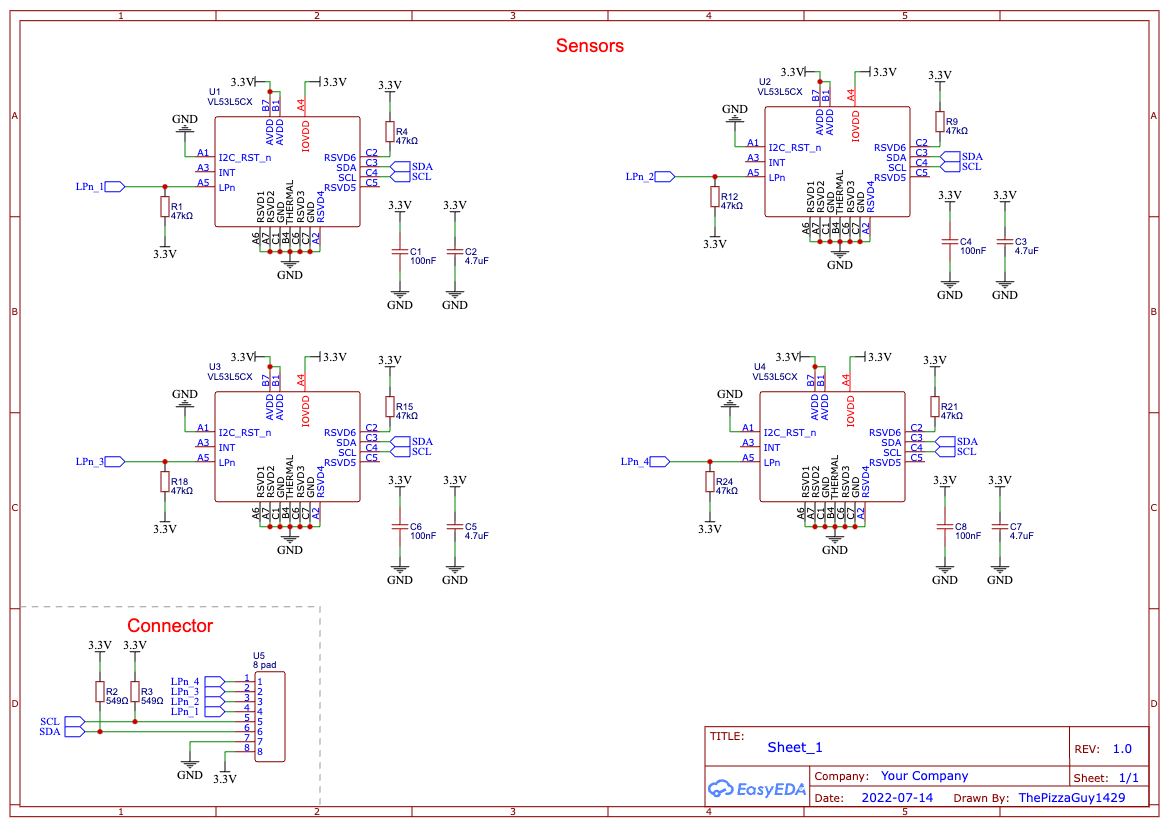 1 2 3 4 5
A
B
C
D
A
B
C
D
1 2 3 4 5
Sensors
U1
VL53L5CX
3.3V 3.3V
B7 B1 A4
AVDD AVDD IOVDD
GND
A1 I2C_RST_n
A3 INT
A5 LPn
LPn_1
R1
47kΩ
3.3V
RSVD1 RSVD2 GND THERMAL RSVD3 GND RSVD4
A6 A7 C1 B4 C6 C7 A2
GND
3.3V
R4
47kΩ
RSVD6 C2
SDA C3 SDA
SCL C4 SCL
RSVD5 C5
3.3V 3.3V
C1
100nF
C2
4.7uF
GND GND
U2
VL53L5CX
3.3V 3.3V
B7 B1 A4
AVDD AVDD IOVDD
GND
A1 I2C_RST_n
A3 INT
A5 LPn
LPn_2
R12
47kΩ
3.3V
RSVD1 RSVD2 GND THERMAL RSVD3 GND RSVD4
A6 A7 C1 B4 C6 C7 A2
GND
3.3V
R9
47kΩ
RSVD6 C2
SDA C3 SDA
SCL C4 SCL
RSVD5 C5
3.3V 3.3V
C4
100nF
C3
4.7uF
GND GND
U3
VL53L5CX
3.3V 3.3V
B7 B1 A4
AVDD AVDD IOVDD
GND
A1 I2C_RST_n
A3 INT
A5 LPn
LPn_3
R18
47kΩ
3.3V
RSVD1 RSVD2 GND THERMAL RSVD3 GND RSVD4
A6 A7 C1 B4 C6 C7 A2
GND
3.3V
R15
47kΩ
RSVD6 C2
SDA C3 SDA
SCL C4 SCL
RSVD5 C5
3.3V 3.3V
C6
100nF
C5
4.7uF
GND GND
U4
VL53L5CX
3.3V 3.3V
B7 B1 A4
AVDD AVDD IOVDD
GND
A1 I2C_RST_n
A3 INT
A5 LPn
LPn_4
R24
47kΩ
3.3V
RSVD1 RSVD2 GND THERMAL RSVD3 GND RSVD4
A6 A7 C1 B4 C6 C7 A2
GND
3.3V
R21
47kΩ
RSVD6 C2
SDA C3 SDA
SCL C4 SCL
RSVD5 C5
3.3V 3.3V
C8
100nF
C7
4.7uF
GND GND
Connector
3.3V 3.3V
R2
549Ω
R3
549Ω
U5
8 pad
LPn_4 1 1
LPn_3 2 2
LPn_2 3 3
LPn_1 4 4
SCL 5 5
SDA 6 6
7 7
8 8
GND
3.3V
TITLE:
Sheet_1
REV: 1.0
EasyEDA
Company: Your Company
Sheet: 1/1
Date: 2022-07-14 Drawn By: ThePizzaGuy1429